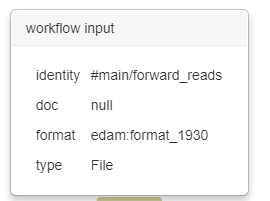 workflow input
identity #main/forward_reads
doc null
format edam:format_1930
type File